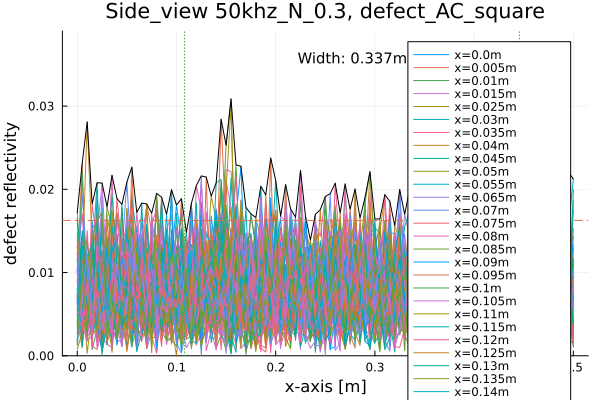 Side_view 50khz_N_0.3, defect_AC_square
Width: 0.337m
defect reflectivity
0.03
0.02
0.01
0.00
0.0
0.1
0.2
0.3
.5
x-axis [m]
x=0.0m
x=0.005m
x=0.01m
x=0.015m
x=0.025m
x=0.03m
x=0.035m
x=0.04m
x=0.045m
x=0.05m
x=0.055m
x=0.065m
x=0.07m
x=0.075m
x=0.08m
x=0.085m
x=0.09m
x=0.095m
x=0.1m
x=0.105m
x=0.11m
x=0.115m
x=0.12m
x=0.125m
x=0.13m
x=0.135m
x=0.14m